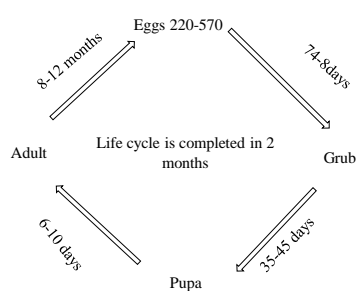 Eggs 220-570
8-12 months
74-8days
Adult
Life cycle is completed in 2
months
Grub
6-10 days
35-45 days
Pupa